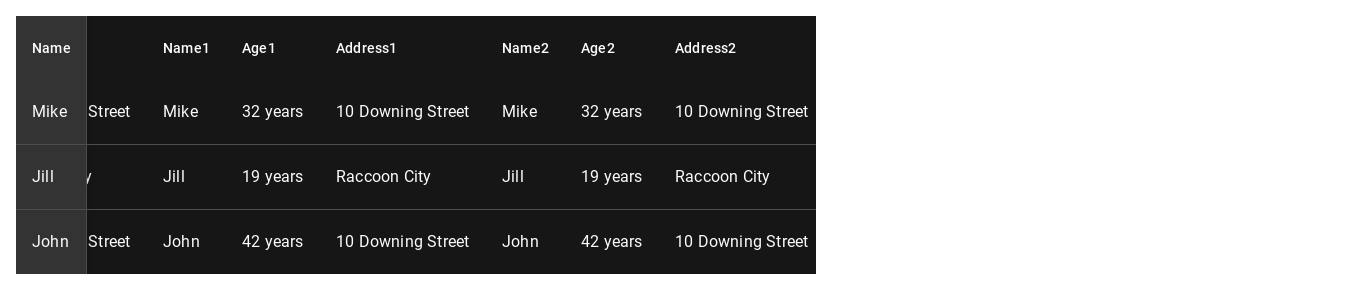 Name Name1 Age1 Address1 Name2 Age2 Address2
Mike Street Mike 32 years 10 Downing Street Mike 32 years 10 Downing Street
Jill y Jill 19 years Raccoon City Jill 19 years Raccoon City
John Street John 42 years 10 Downing Street John 42 years 10 Downing Street